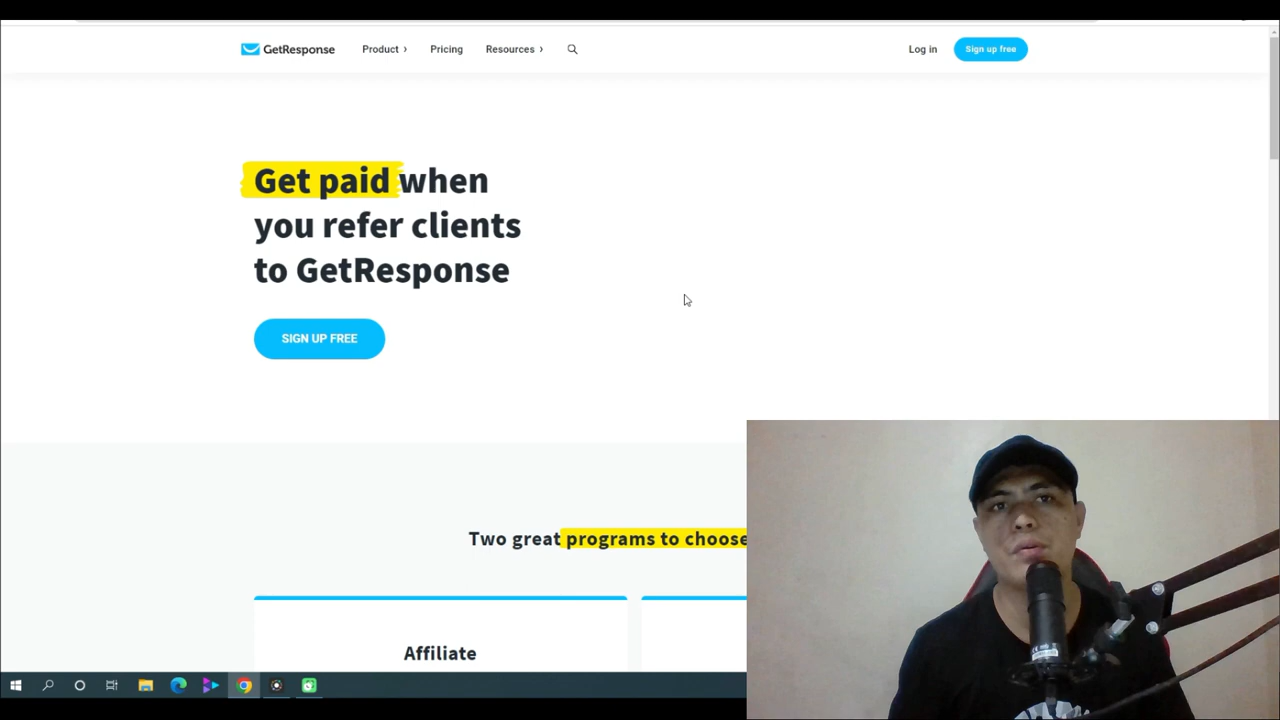 GetResponse Product Pricing Resources Log in Sign up free
Get paid when
you refer clients
to GetResponse
SIGN UP FREE
Two great programs to choose
Affiliate